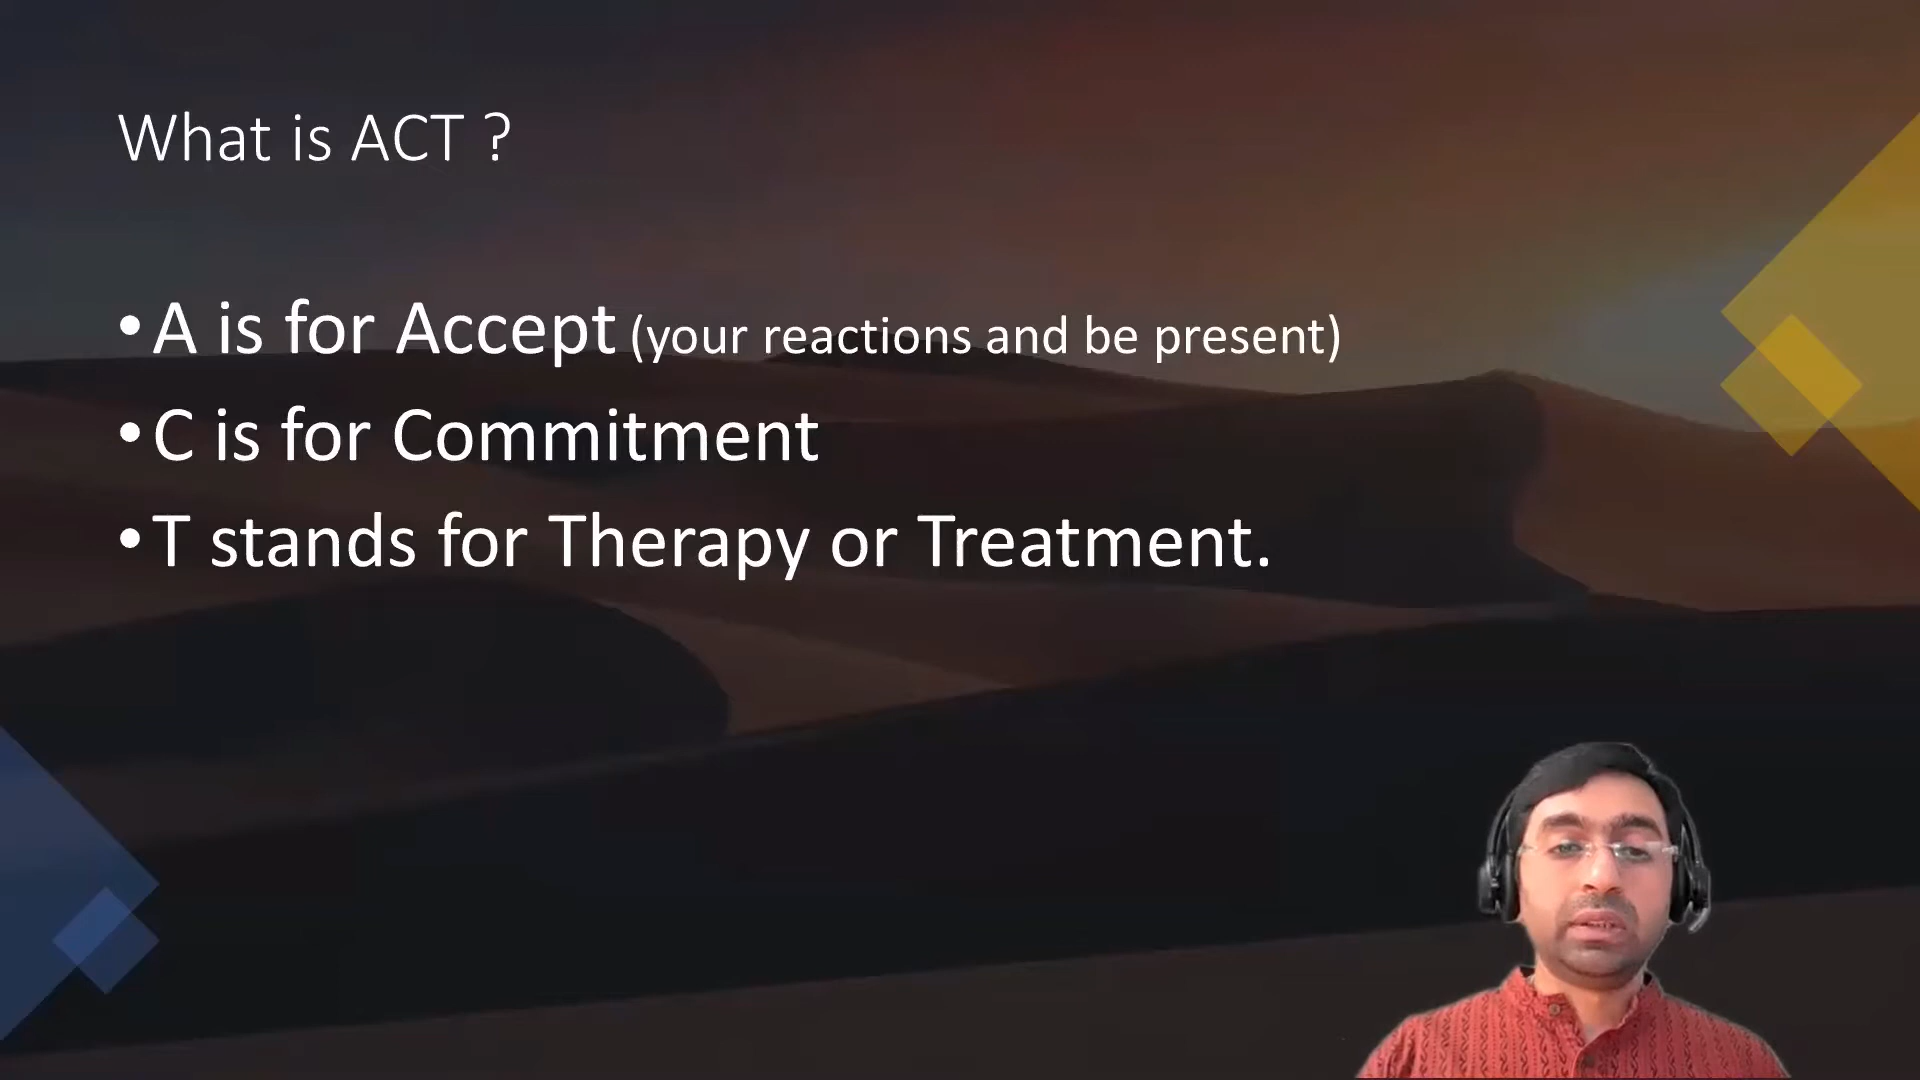 What is ACT ?
•A is for Accept (your reactions and be present)
•C is for Commitment
•T stands for Therapy or Treatment.